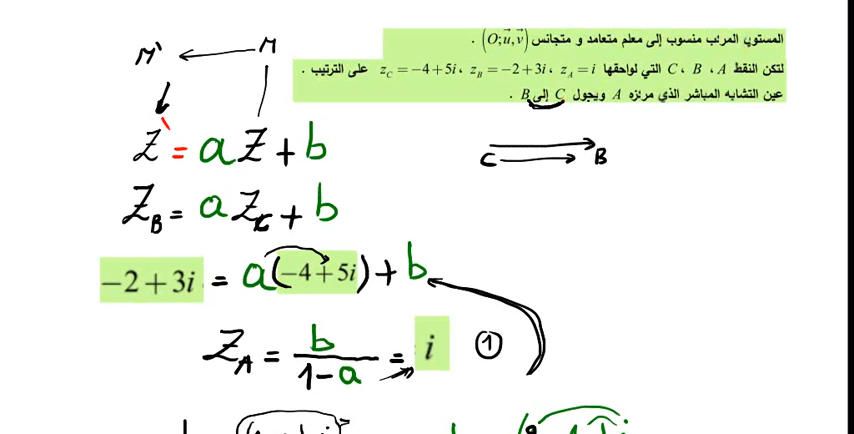 المستوي المركب منسوب إلى معلم متعامد و متجانس (O;u⃗,v⃗) .
لتكن النقط A ، B ، C التي لواحقها z_A = i ، z_B = −2+3i ، z_C = −4+5i على الترتيب .
عين التشابه المباشر الذي مركزه A ويحول C إلى B .
M' ← M
Z' = aZ + b
C → B
Z_B = aZ_C + b
−2+3i = a(−4+5i) + b
Z_A = b/(1−a) = i ①